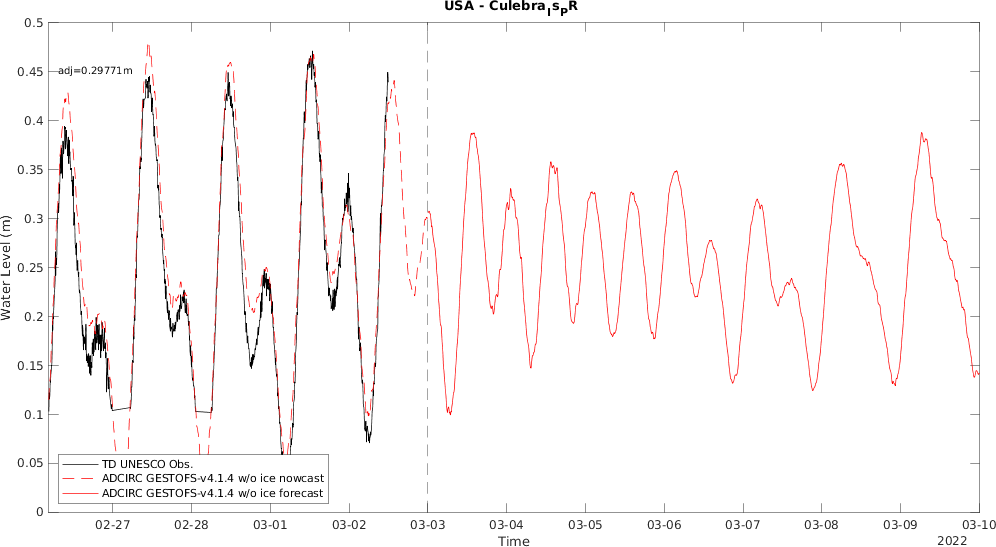 USA - Culebra_Is_PR
0.5
0.45
0.4
0.35
0.3
0.25
0.2
0.15
0.1
0.05
0
Water Level (m)
adj=0.29771m
TD UNESCO Obs.
ADCIRC GESTOFS-v4.1.4 w/o ice nowcast
ADCIRC GESTOFS-v4.1.4 w/o ice forecast
02-27 02-28 03-01 03-02 03-03 03-04 03-05 03-06 03-07 03-08 03-09 03-10
Time
2022